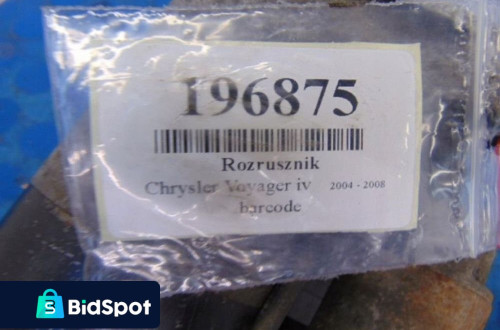 196875
Rozrusznik
Chrysler Voyager iv 2004 - 2008
barcode
BidSpot